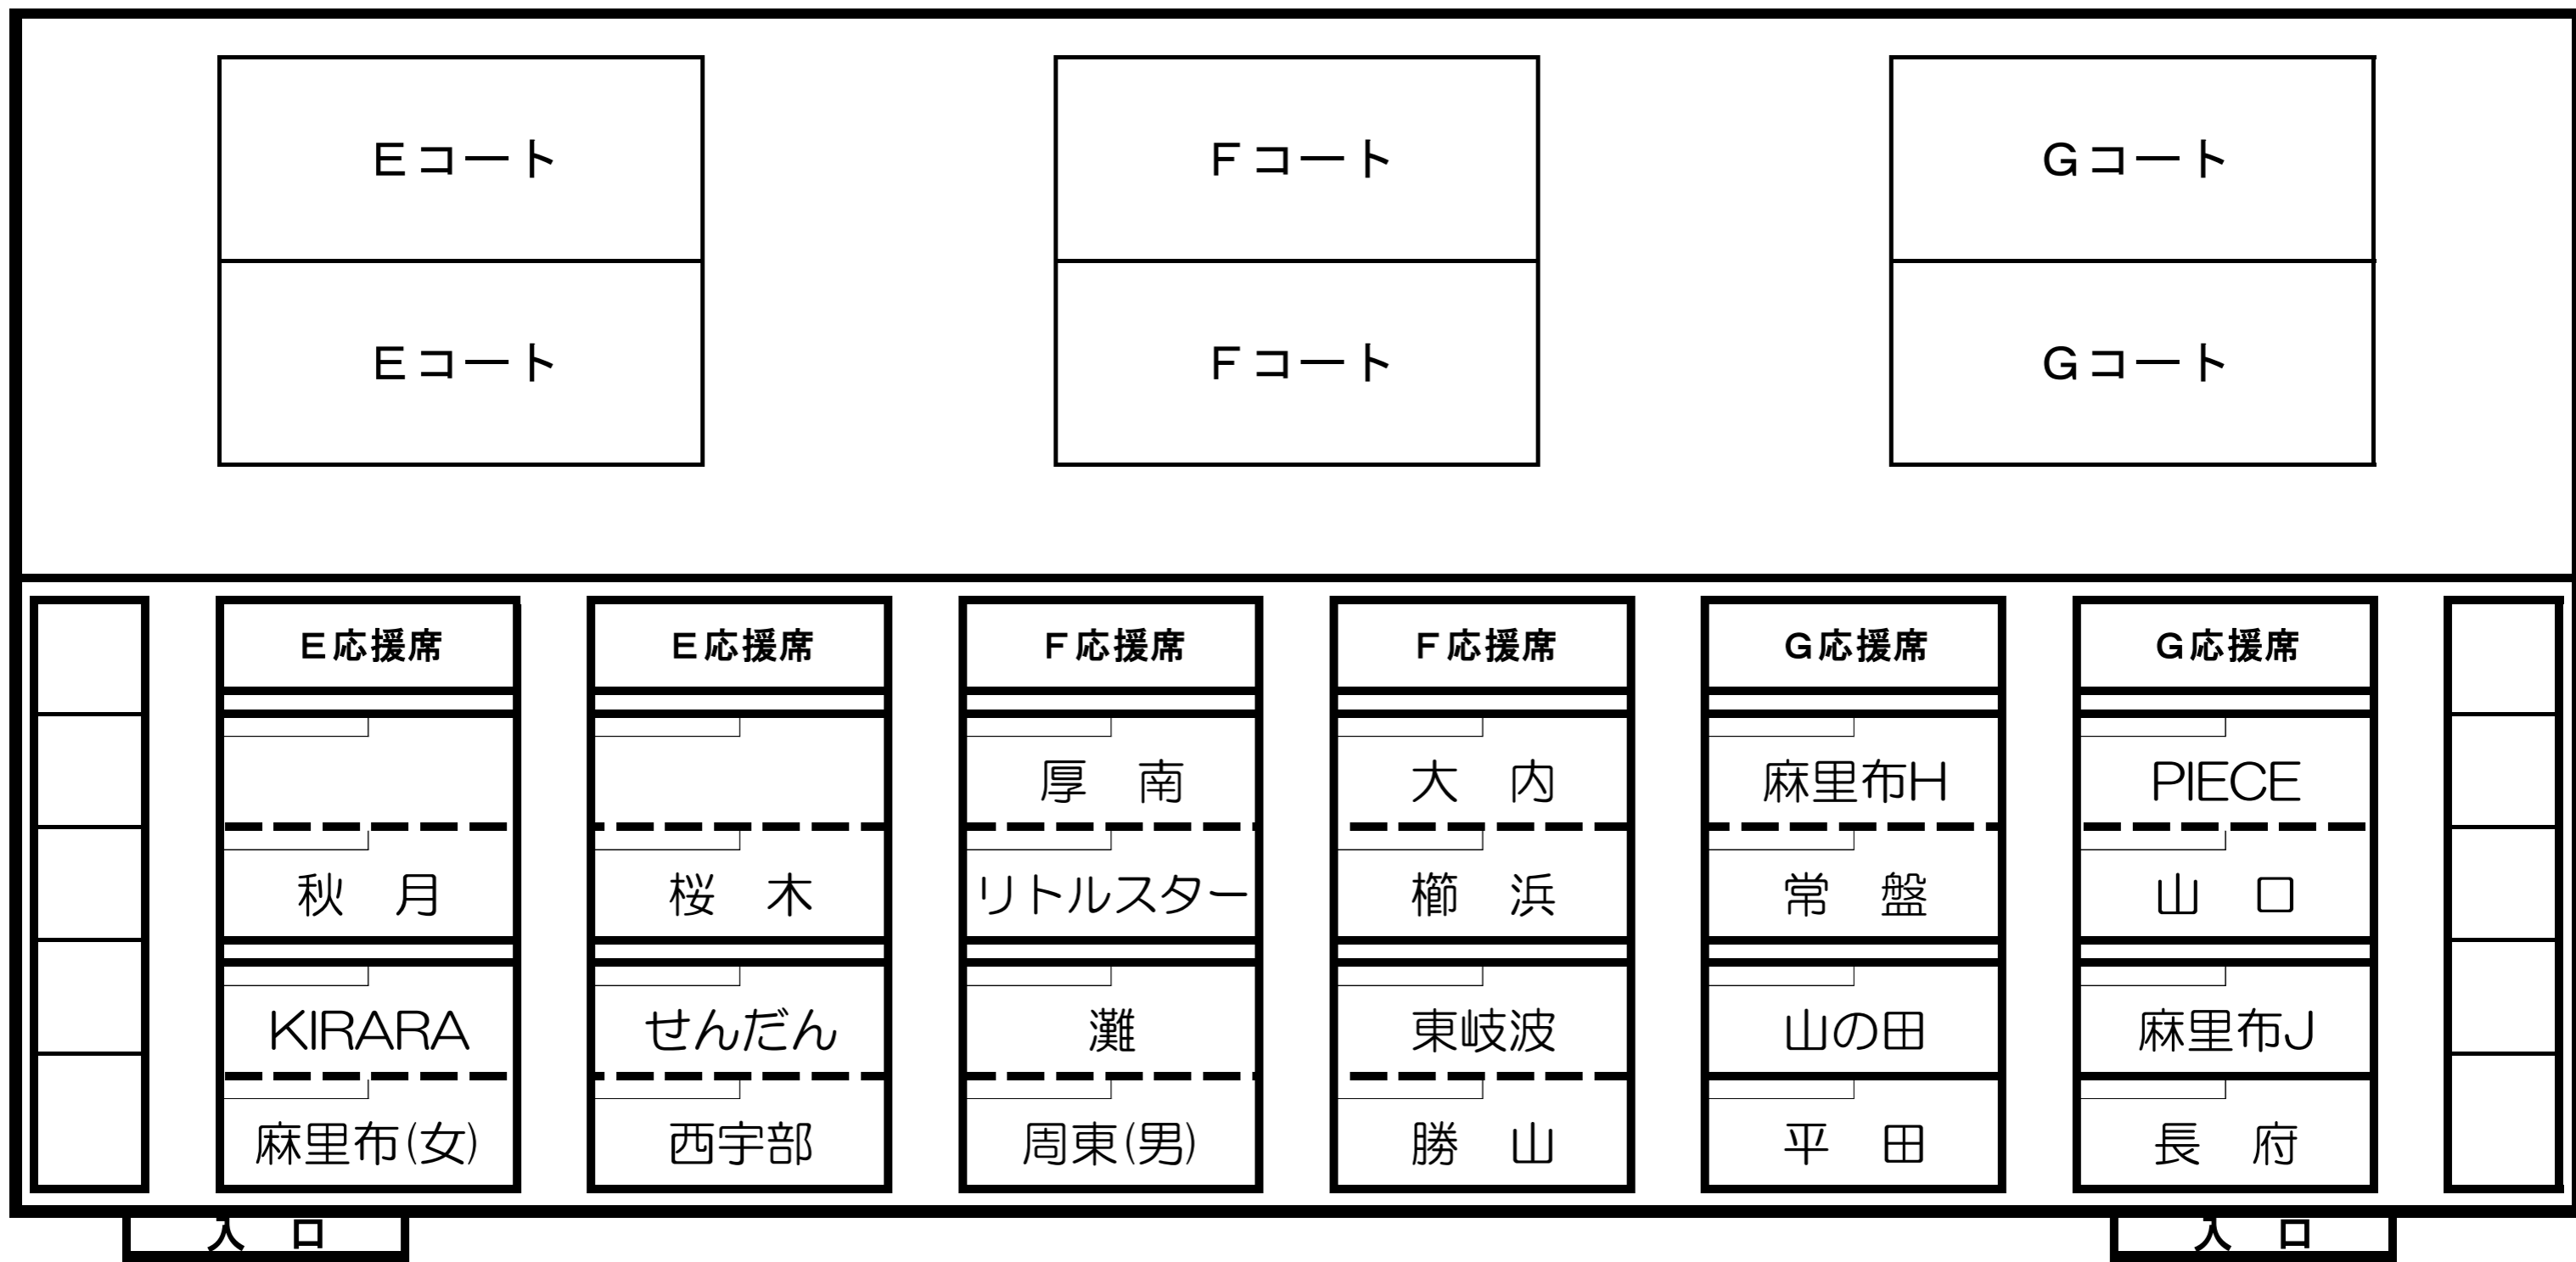 Eコート Fコート Gコート
Eコート Fコート Gコート
E応援席 E応援席 F応援席 F応援席 G応援席 G応援席
厚　南 大　内 麻里布H PIECE
秋　月 桜　木 リトルスター 櫛　浜 常　盤 山　口
KIRARA せんだん 灘 東岐波 山の田 麻里布J
麻里布(女) 西宇部 周東(男) 勝　山 平　田 長　府
入　口 入　口